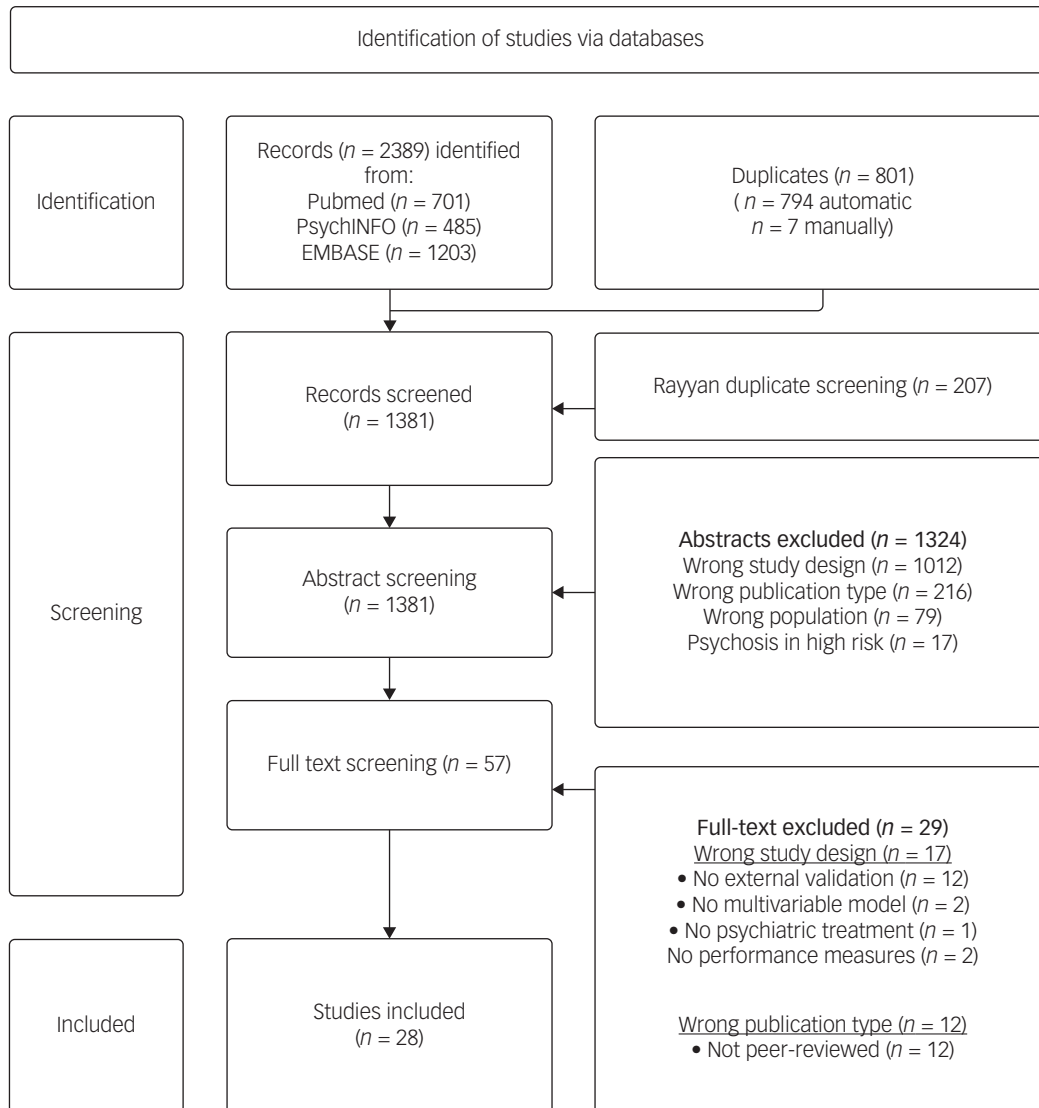 Identification of studies via databases
Identification
Records (n = 2389) identified
from:
Pubmed (n = 701)
PsychINFO (n = 485)
EMBASE (n = 1203)
Duplicates (n = 801)
( n = 794 automatic
n = 7 manually)
Screening
Records screened
(n = 1381)
Rayyan duplicate screening (n = 207)
Abstract screening
(n = 1381)
Abstracts excluded (n = 1324)
Wrong study design (n = 1012)
Wrong publication type (n = 216)
Wrong population (n = 79)
Psychosis in high risk (n = 17)
Full text screening (n = 57)
Full-text excluded (n = 29)
Wrong study design (n = 17)
• No external validation (n = 12)
• No multivariable model (n = 2)
• No psychiatric treatment (n = 1)
No performance measures (n = 2)
Wrong publication type (n = 12)
• Not peer-reviewed (n = 12)
Included
Studies included
(n = 28)